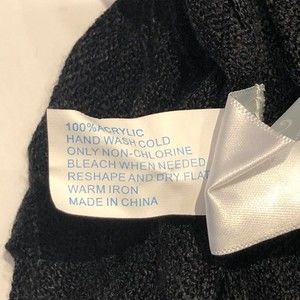 100% ACRYLIC
HAND WASH COLD
ONLY NON-CHLORINE
BLEACH WHEN NEEDED
RESHAPE AND DRY FLAT
WARM IRON
MADE IN CHINA